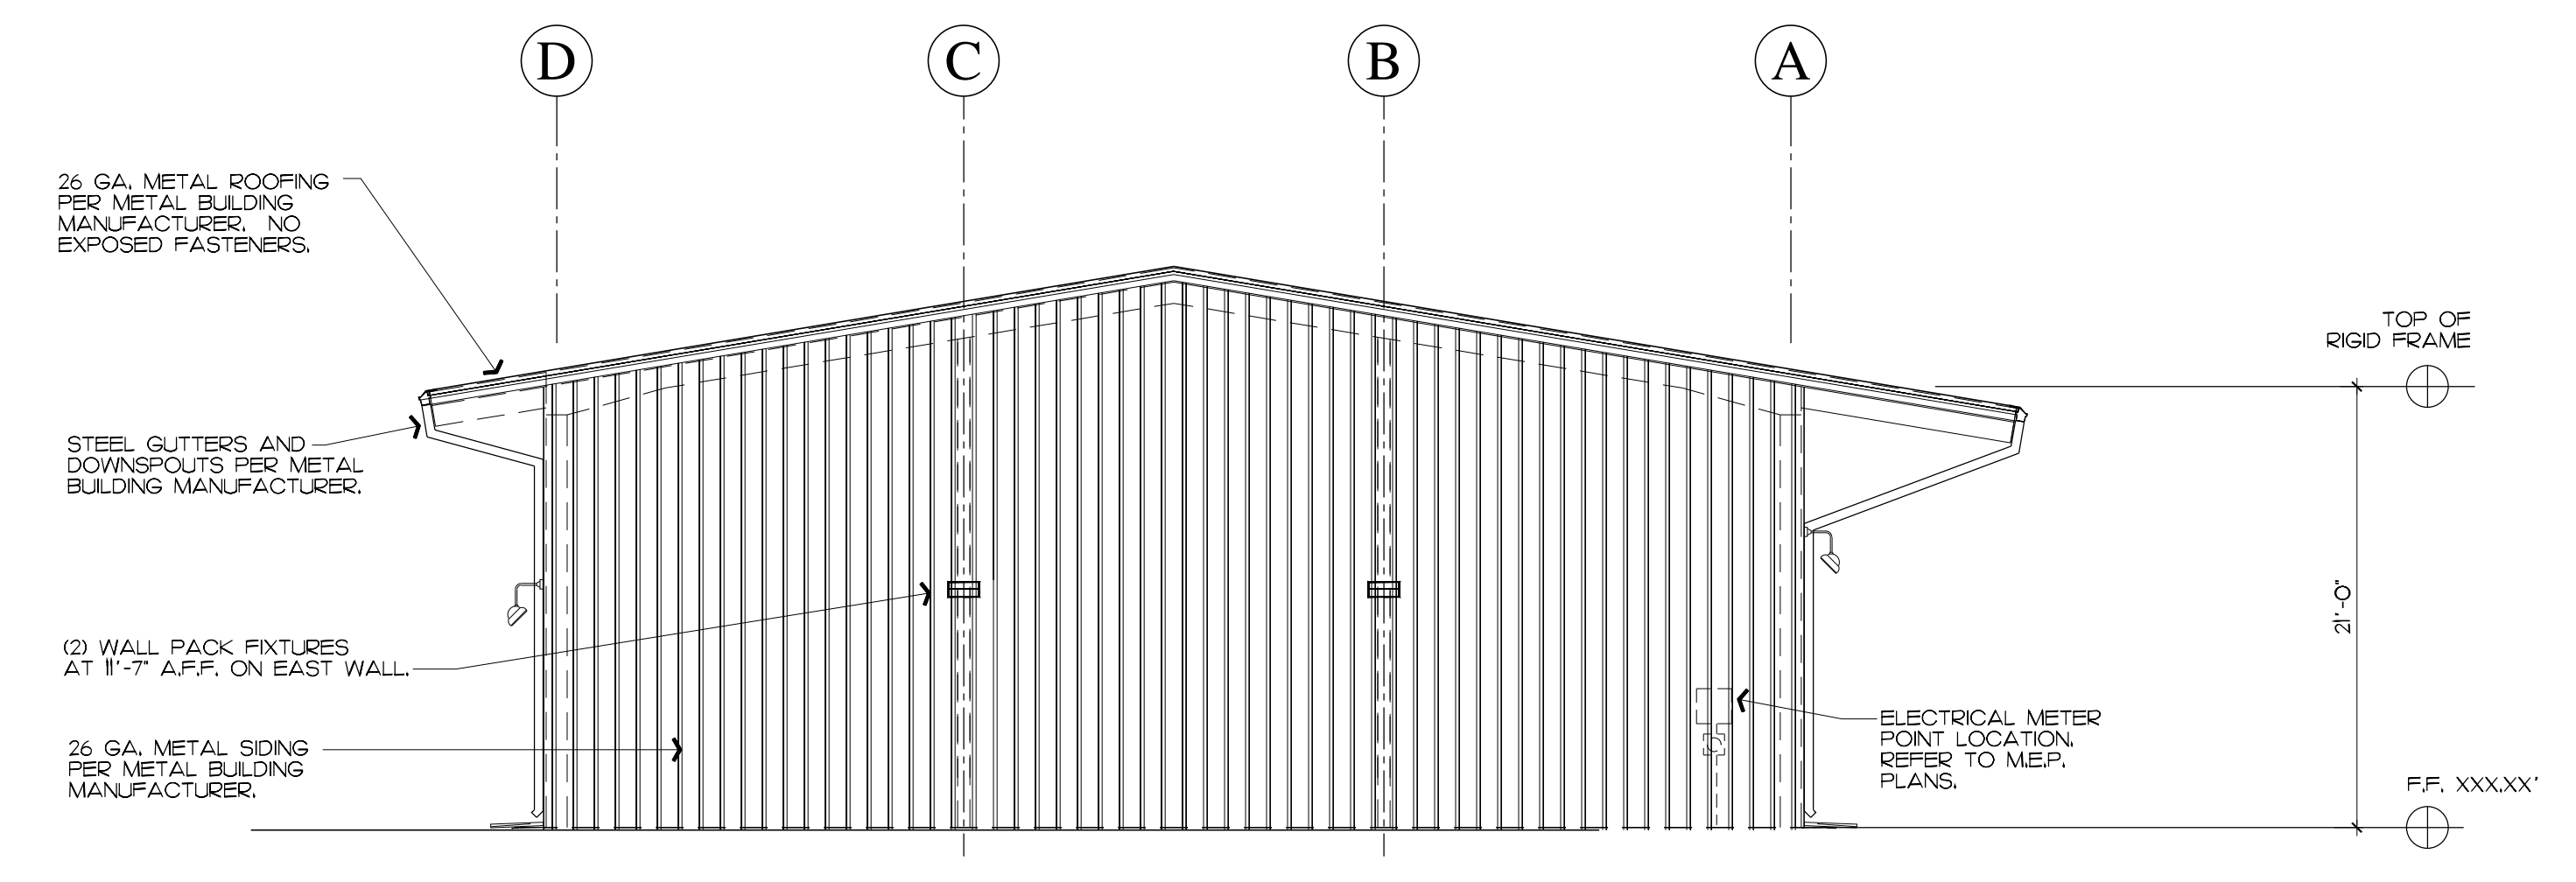 D
C
B
A
26 GA. METAL ROOFING
PER METAL BUILDING
MANUFACTURER. NO
EXPOSED FASTENERS.
TOP OF
RIGID FRAME
STEEL GUTTERS AND
DOWNSPOUTS PER METAL
BUILDING MANUFACTURER.
21'-0"
(2) WALL PACK FIXTURES
AT 11'-7" A.F.F. ON EAST WALL.
ELECTRICAL METER
POINT LOCATION.
REFER TO M.E.P.
PLANS.
26 GA. METAL SIDING
PER METAL BUILDING
MANUFACTURER.
F.F. XXX.XX'